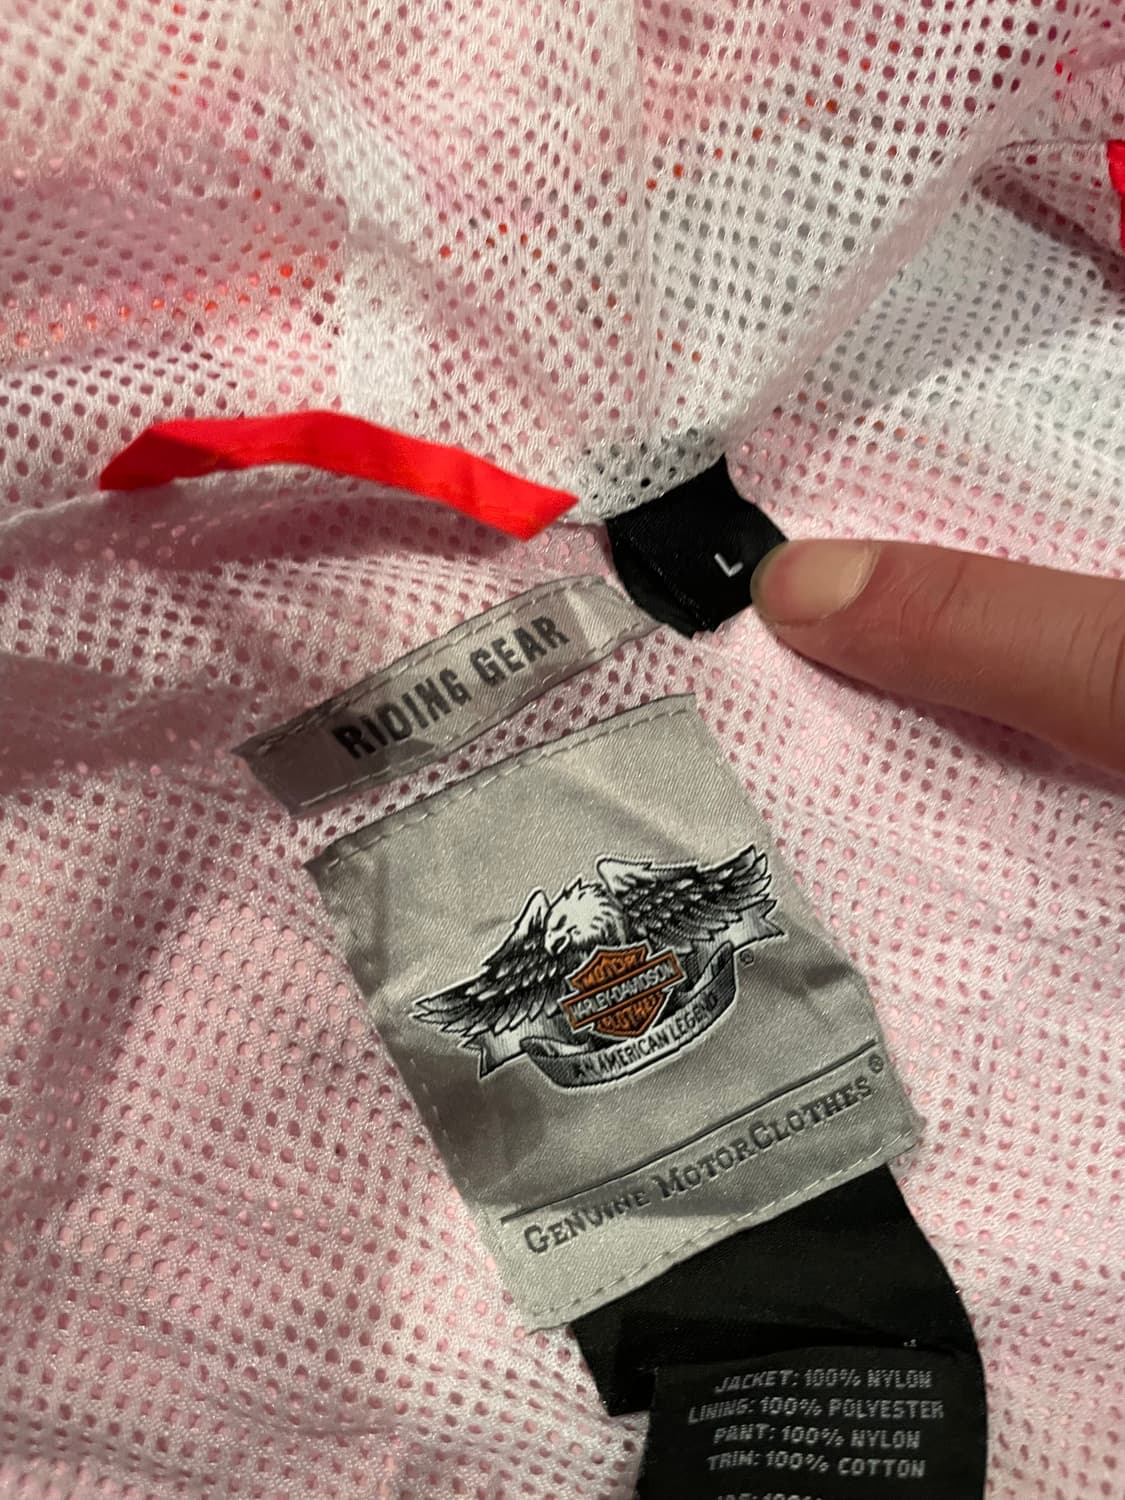 L
RIDING GEAR
MOTOR
HARLEY-DAVIDSON
CLOTHES
®
AN AMERICAN LEGEND
GENUINE MOTORCLOTHES®
JACKET: 100% NYLON
LINING: 100% POLYESTER
PANT: 100% NYLON
TRIM: 100% COTTON